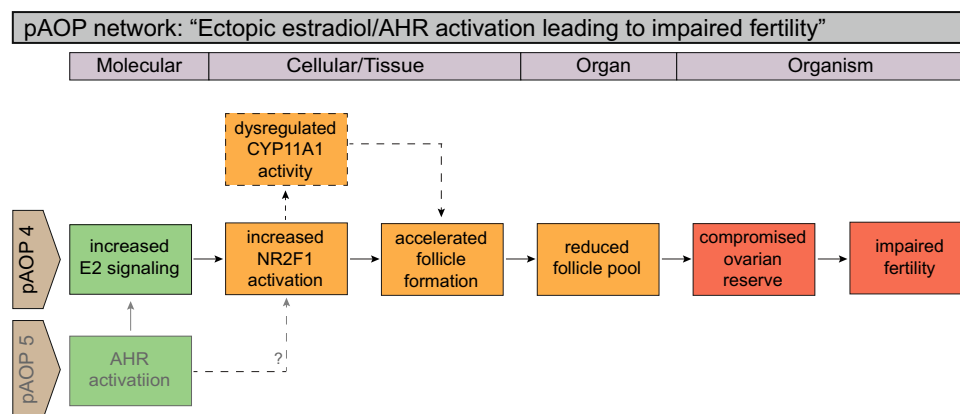 pAOP network: “Ectopic estradiol/AHR activation leading to impaired fertility”
Molecular
Cellular/Tissue
Organ
Organism
dysregulated
CYP11A1
activity
pAOP 4
increased
E2 signaling
increased
NR2F1
activation
accelerated
follicle
formation
reduced
follicle pool
compromised
ovarian
reserve
impaired
fertility
pAOP 5
AHR
activatiion
?